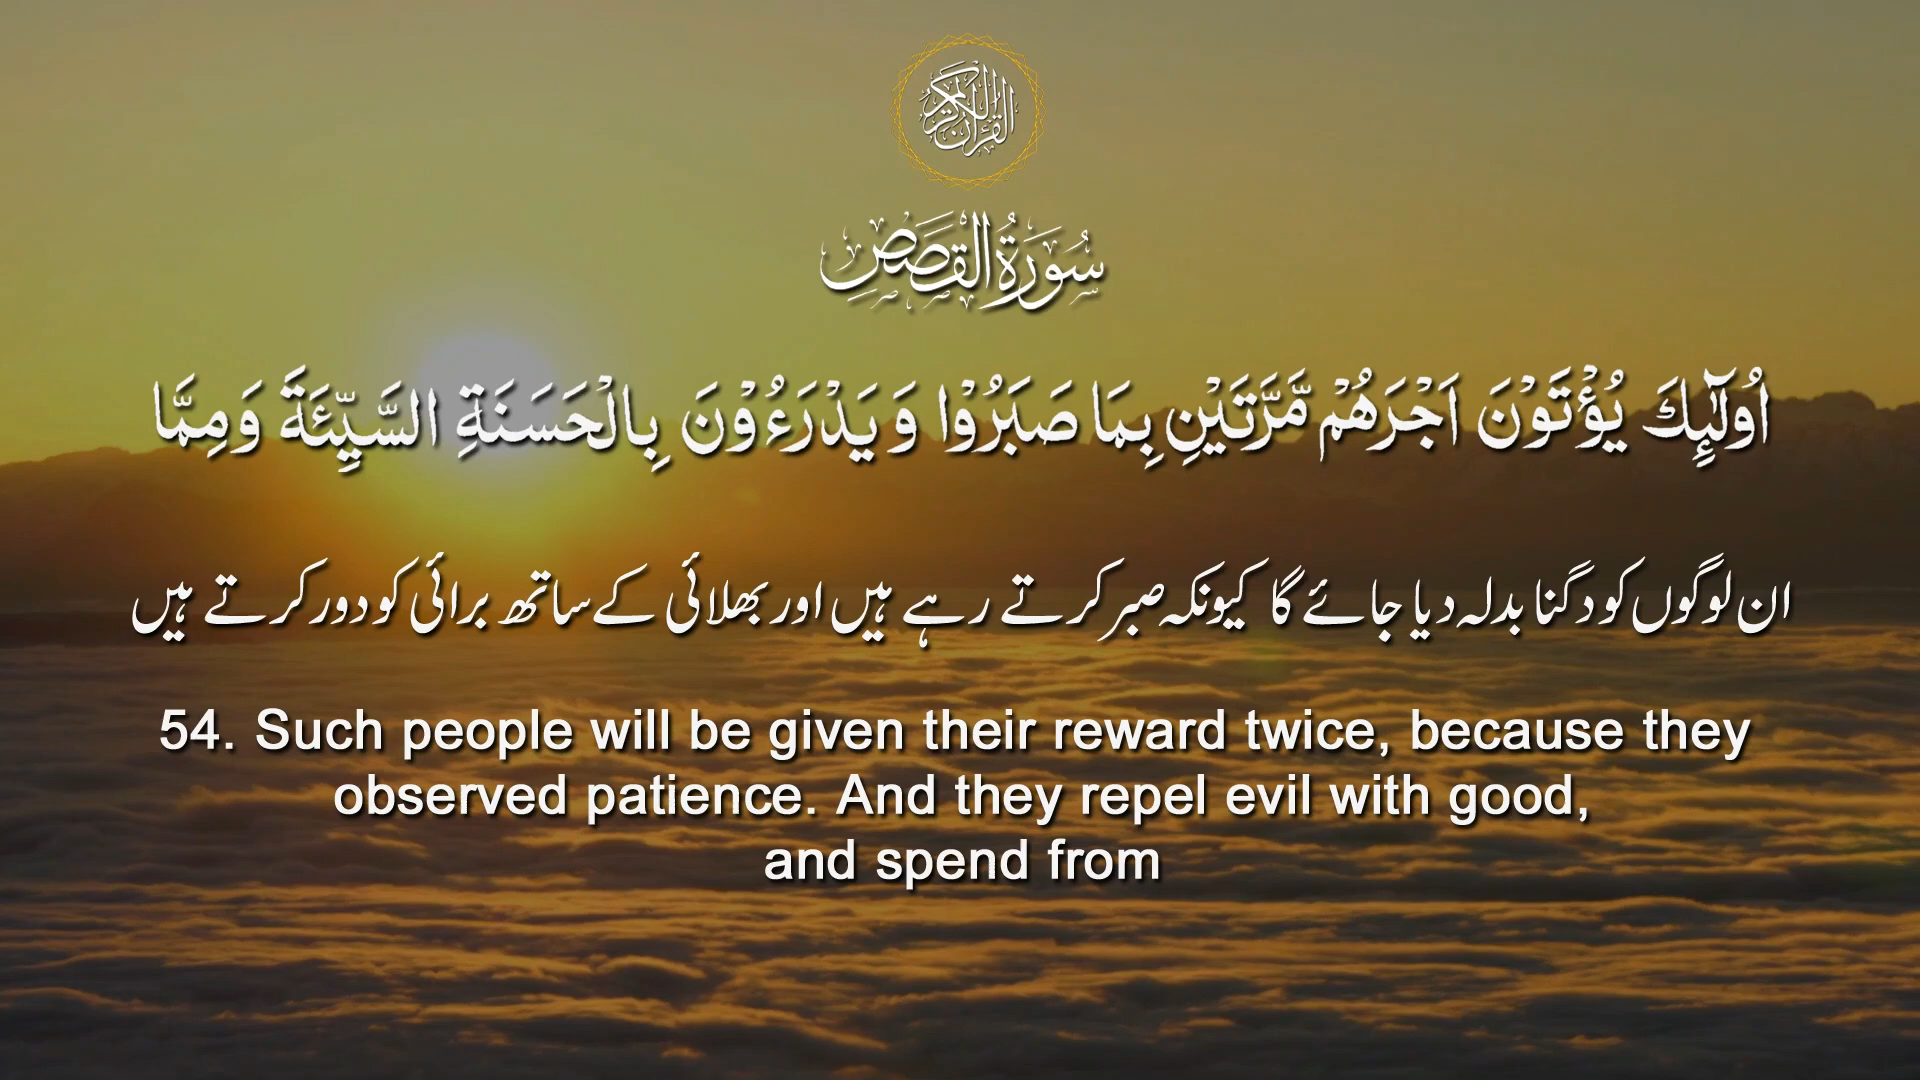 القرآن الكريم
سُورَةُ الْقَصَصِ
اُولٰٓئِكَ يُؤْتَوْنَ اَجْرَهُمْ مَّرَّتَيْنِ بِمَا صَبَرُوْا وَ يَدْرَءُوْنَ بِالْحَسَنَةِ السَّيِّئَةَ وَمِمَّا
ان لوگوں کو دگنا بدلہ دیا جائے گا کیونکہ صبر کرتے رہے ہیں اور بھلائی کے ساتھ برائی کو دور کرتے ہیں
54. Such people will be given their reward twice, because they
observed patience. And they repel evil with good,
and spend from